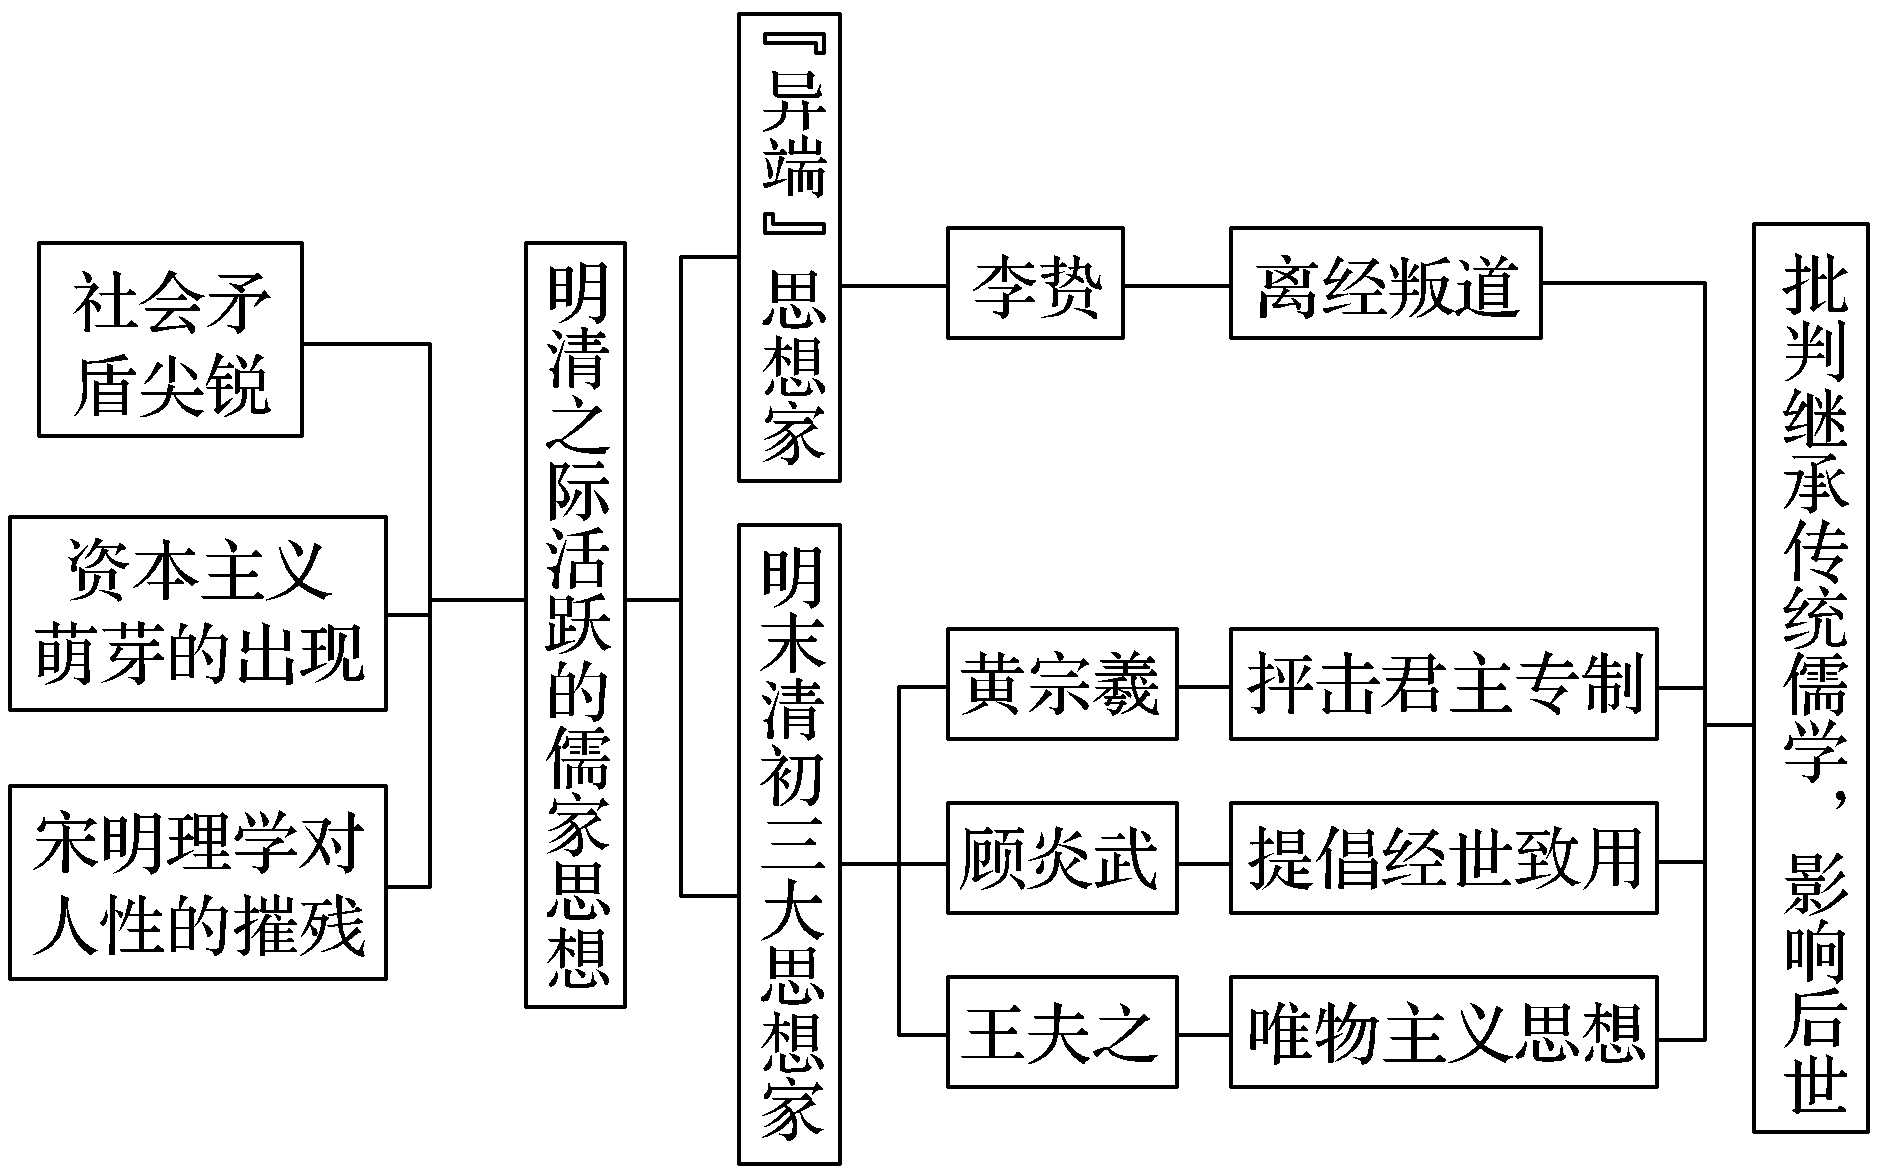 社会矛
盾尖锐
资本主义
萌芽的出现
宋明理学对
人性的摧残
明清之际活跃的儒家思想
『异端』思想家
李贽
离经叛道
明末清初三大思想家
黄宗羲
抨击君主专制
顾炎武
提倡经世致用
王夫之
唯物主义思想
批判继承传统儒学，影响后世